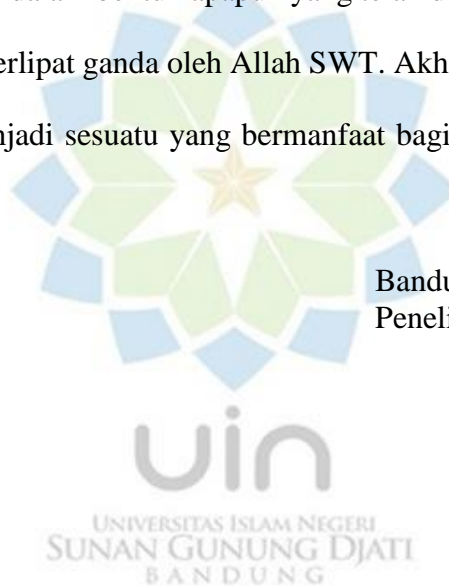 erlipat ganda oleh Allah SWT. Akh
njadi sesuatu yang bermanfaat bagi
Bandu
Peneli
uin
UNIVERSITAS ISLAM NEGERI
SUNAN GUNUNG DJATI
BANDUNG